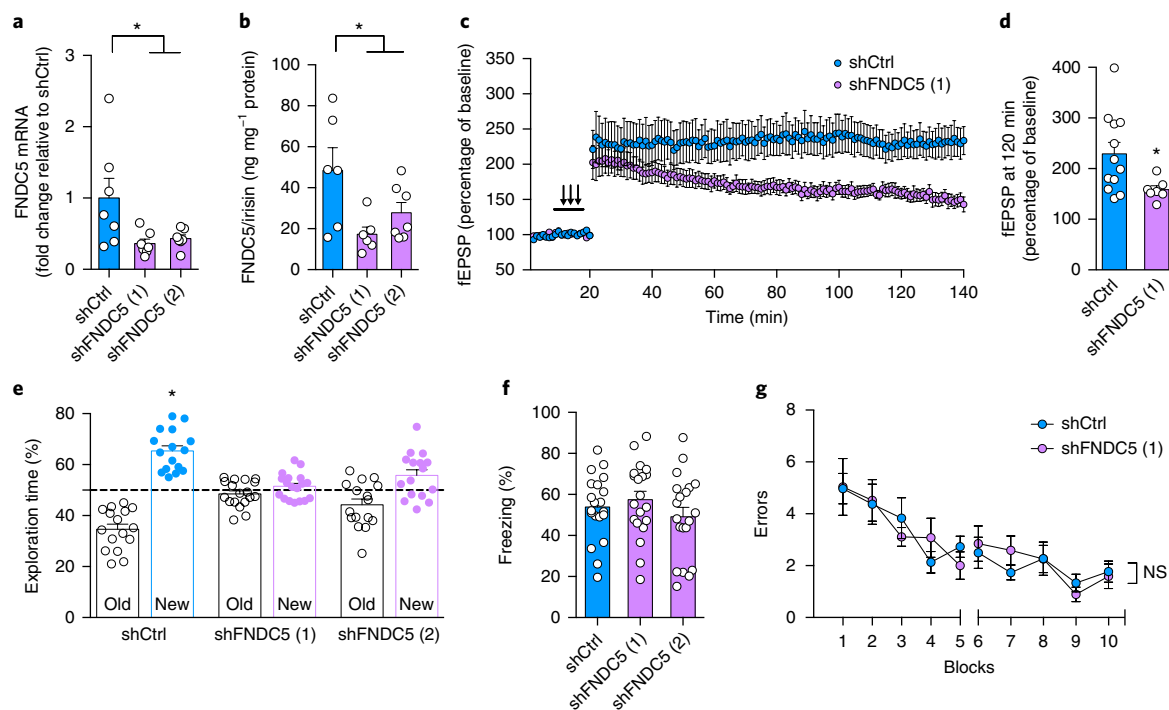 a
*
FNDC5 mRNA
(fold change relative to shCtrl)
3
2
1
0
shCtrl
shFNDC5 (1)
shFNDC5 (2)
b
*
FNDC5/irisin (ng mg−1 protein)
100
80
60
40
20
0
shCtrl
shFNDC5 (1)
shFNDC5 (2)
c
fEPSP (percentage of baseline)
350
300
250
200
150
100
50
shCtrl
shFNDC5 (1)
20 40 60 80 100 120 140
Time (min)
d
fEPSP at 120 min
(percentage of baseline)
400
300
200
100
0
*
shCtrl
shFNDC5 (1)
e
Exploration time (%)
80
60
40
20
0
*
Old New Old New Old New
shCtrl shFNDC5 (1) shFNDC5 (2)
f
Freezing (%)
100
80
60
40
20
0
shCtrl
shFNDC5 (1)
shFNDC5 (2)
g
Errors
8
6
4
2
0
shCtrl
shFNDC5 (1)
NS
1 2 3 4 5 6 7 8 9 10
Blocks